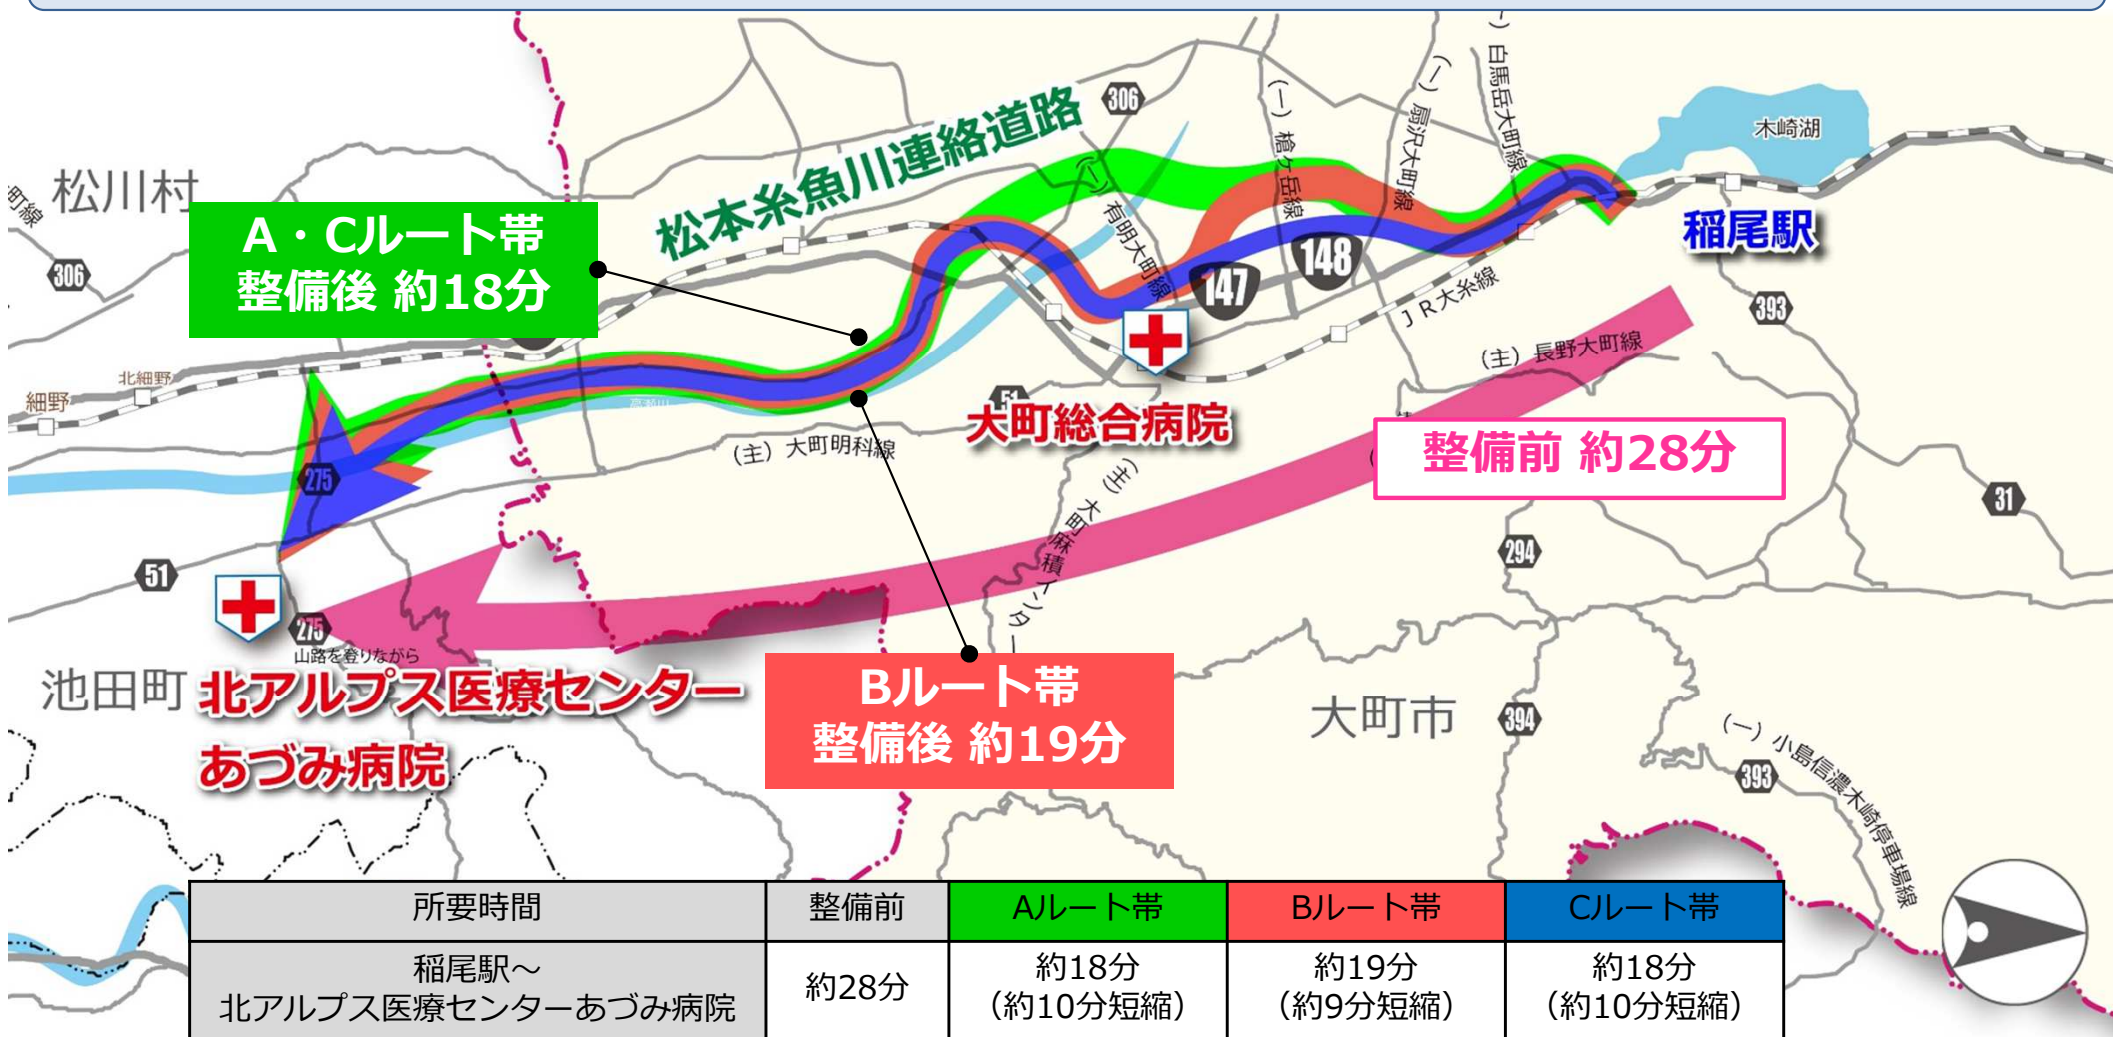 松川村
町線
306
A・Cルート帯
整備後 約18分
松本糸魚川連絡道路
306
(一) 有明大町線
(一) 槍ケ岳線
(一) 扇沢大町線
(一) 白馬岳大町線
木崎湖
稲尾駅
147
148
JR大糸線
393
(主) 長野大町線
北細野
細野
高瀬川
(主) 大町明科線
51
大町総合病院
整備前 約28分
275
51
275
山路を登りながら
(主) 大町麻績インター
294
31
池田町
北アルプス医療センター
あづみ病院
Bルート帯
整備後 約19分
大町市
394
393
(一) 小島信濃木崎停車場線
所要時間 整備前 Aルート帯 Bルート帯 Cルート帯
稲尾駅～
北アルプス医療センターあづみ病院
約28分
約18分
（約10分短縮）
約19分
（約9分短縮）
約18分
（約10分短縮）